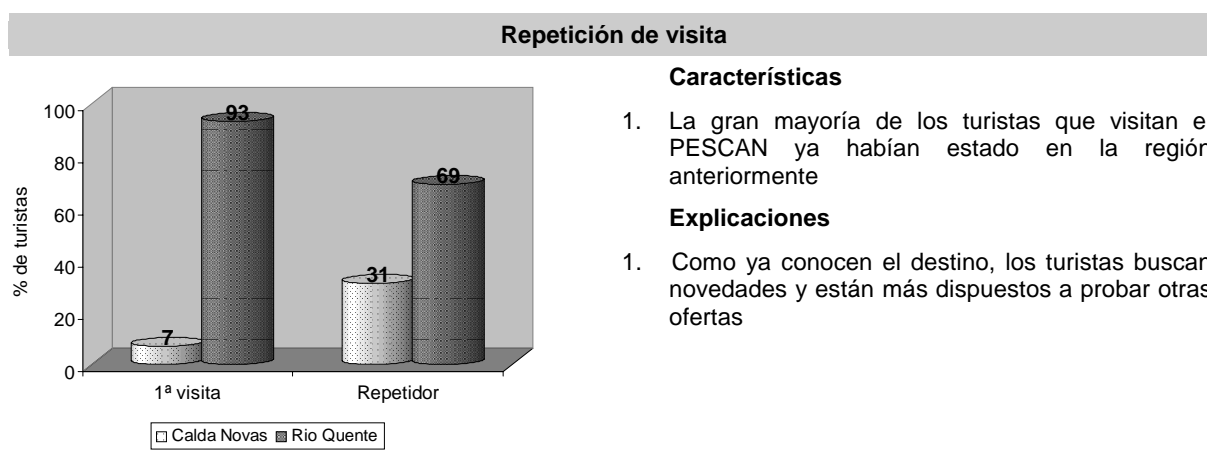 Repetición de visita
Características
1. La gran mayoría de los turistas que visitan el
PESCAN ya habían estado en la región
anteriormente
Explicaciones
1. Como ya conocen el destino, los turistas buscan
novedades y están más dispuestos a probar otras
ofertas
% de turistas
100
80
60
40
20
0
93
69
31
7
1ª visita Repetidor
Calda Novas Rio Quente